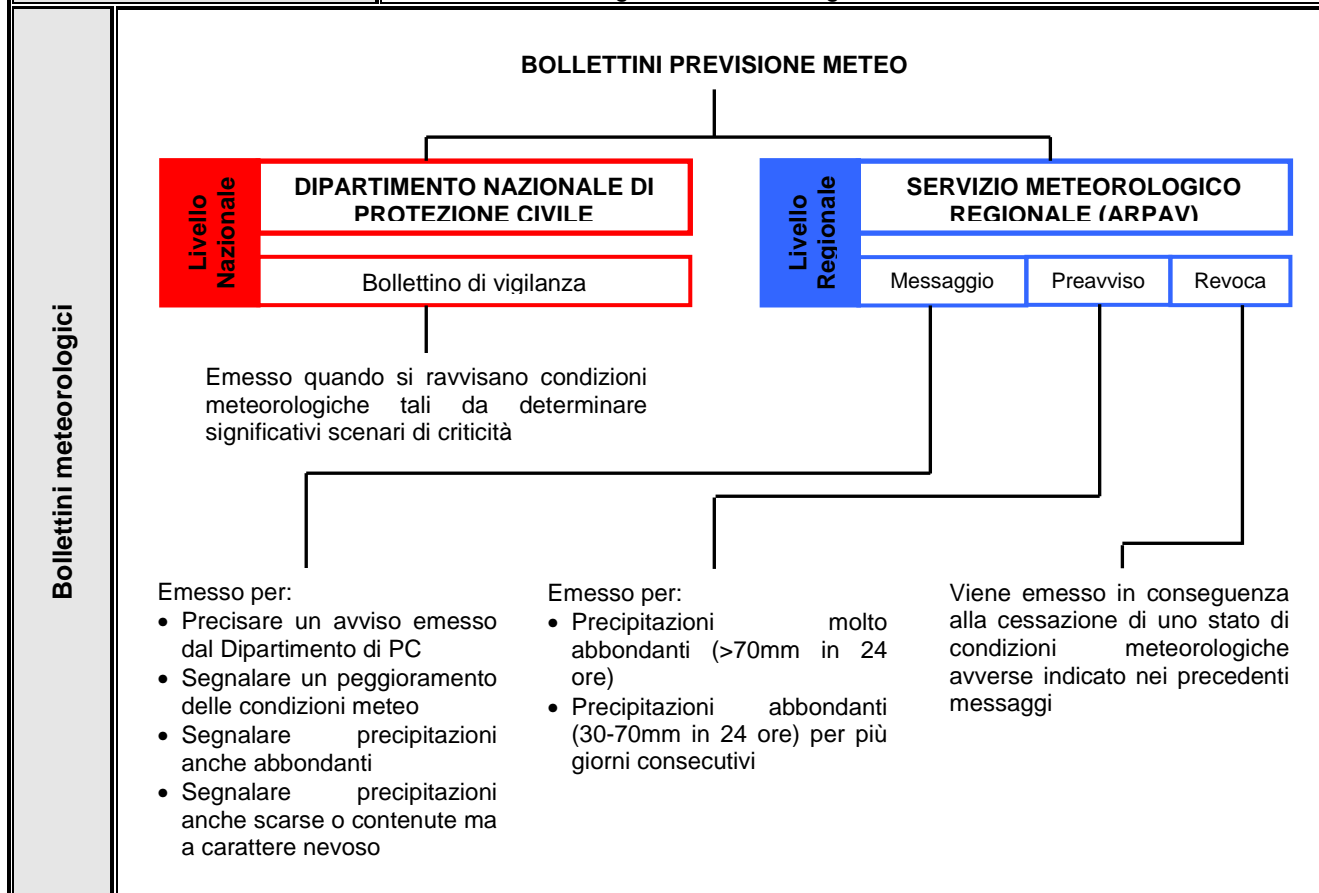 BOLLETTINI PREVISIONE METEO
Livello
Nazionale
DIPARTIMENTO NAZIONALE DI
PROTEZIONE CIVILE
Bollettino di vigilanza
Livello
Regionale
SERVIZIO METEOROLOGICO
REGIONALE (ARPAV)
Messaggio
Preavviso
Revoca
Bollettini meteorologici
Emesso quando si ravvisano condizioni
meteorologiche tali da determinare
significativi scenari di criticità
Emesso per:
• Precisare un avviso emesso
dal Dipartimento di PC
• Segnalare un peggioramento
delle condizioni meteo
• Segnalare precipitazioni
anche abbondanti
• Segnalare precipitazioni
anche scarse o contenute ma
a carattere nevoso
Emesso per:
• Precipitazioni molto
abbondanti (>70mm in 24
ore)
• Precipitazioni abbondanti
(30-70mm in 24 ore) per più
giorni consecutivi
Viene emesso in conseguenza
alla cessazione di uno stato di
condizioni meteorologiche
avverse indicato nei precedenti
messaggi